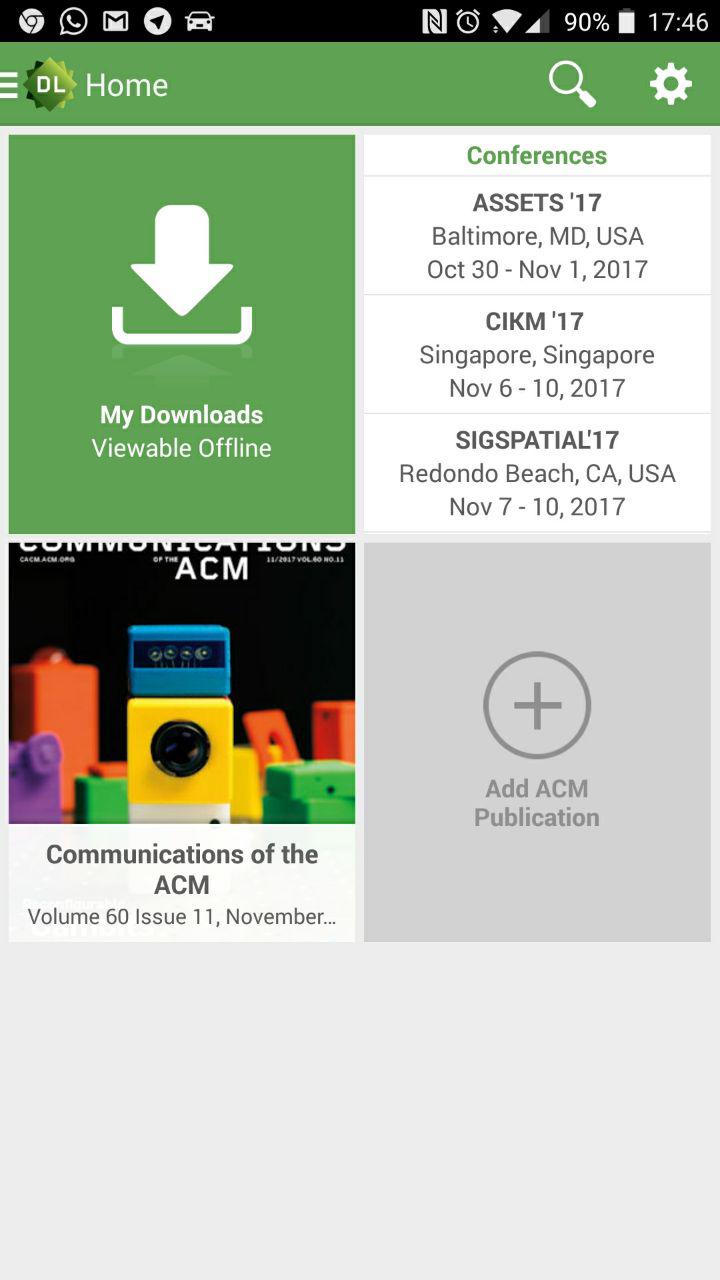 90% 17:46
DL Home
My Downloads
Viewable Offline
Conferences
ASSETS '17
Baltimore, MD, USA
Oct 30 - Nov 1, 2017
CIKM '17
Singapore, Singapore
Nov 6 - 10, 2017
SIGSPATIAL'17
Redondo Beach, CA, USA
Nov 7 - 10, 2017
COMMUNICATIONS
CACM.ACM.ORG OF THE ACM 11/2017 VOL.60 NO.11
Communications of the
ACM
Volume 60 Issue 11, November...
Add ACM
Publication